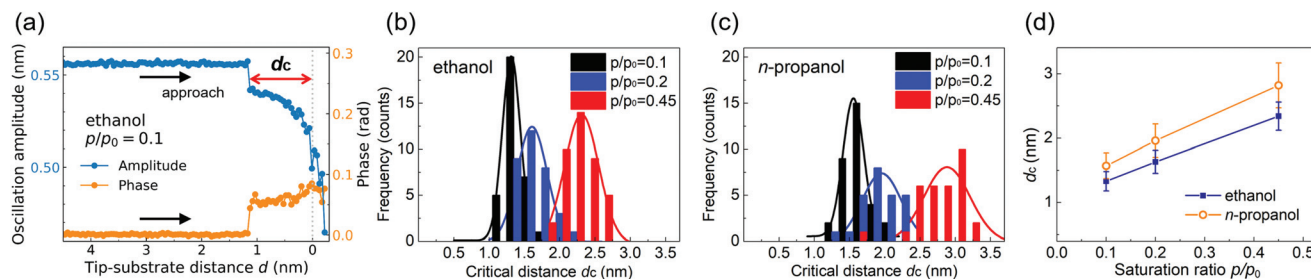 (a)
Oscillation amplitude (nm)
0.55
0.50
dc
approach
ethanol
p/p₀ = 0.1
Amplitude
Phase
0.3
0.2
0.1
0.0
Phase (rad)
4 3 2 1 0
Tip-substrate distance d (nm)
(b)
Frequency (counts)
20
15
10
5
0
ethanol
p/p₀=0.1
p/p₀=0.2
p/p₀=0.45
0.0 0.5 1.0 1.5 2.0 2.5 3.0
Critical distance dc (nm)
(c)
Frequency (counts)
20
15
10
5
0
n-propanol
p/p₀=0.1
p/p₀=0.2
p/p₀=0.45
1.0 1.5 2.0 2.5 3.0 3.5
Critical distance dc (nm)
(d)
dc (nm)
3
2
1
ethanol
n-propanol
0.0 0.1 0.2 0.3 0.4 0.5
Saturation ratio p/p₀